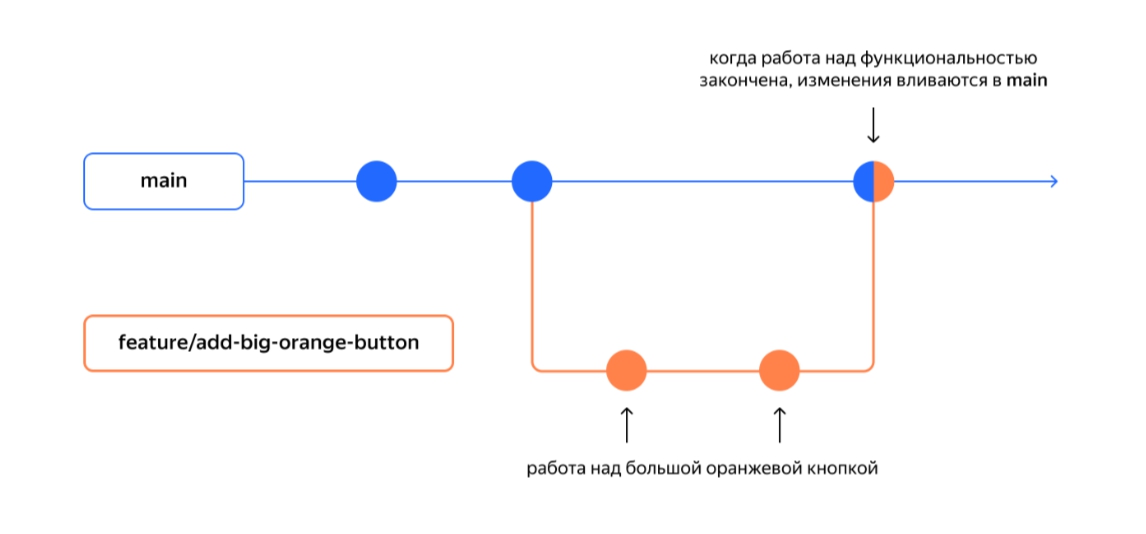 когда работа над функциональностью
закончена, изменения вливаются в main
main
feature/add-big-orange-button
работа над большой оранжевой кнопкой